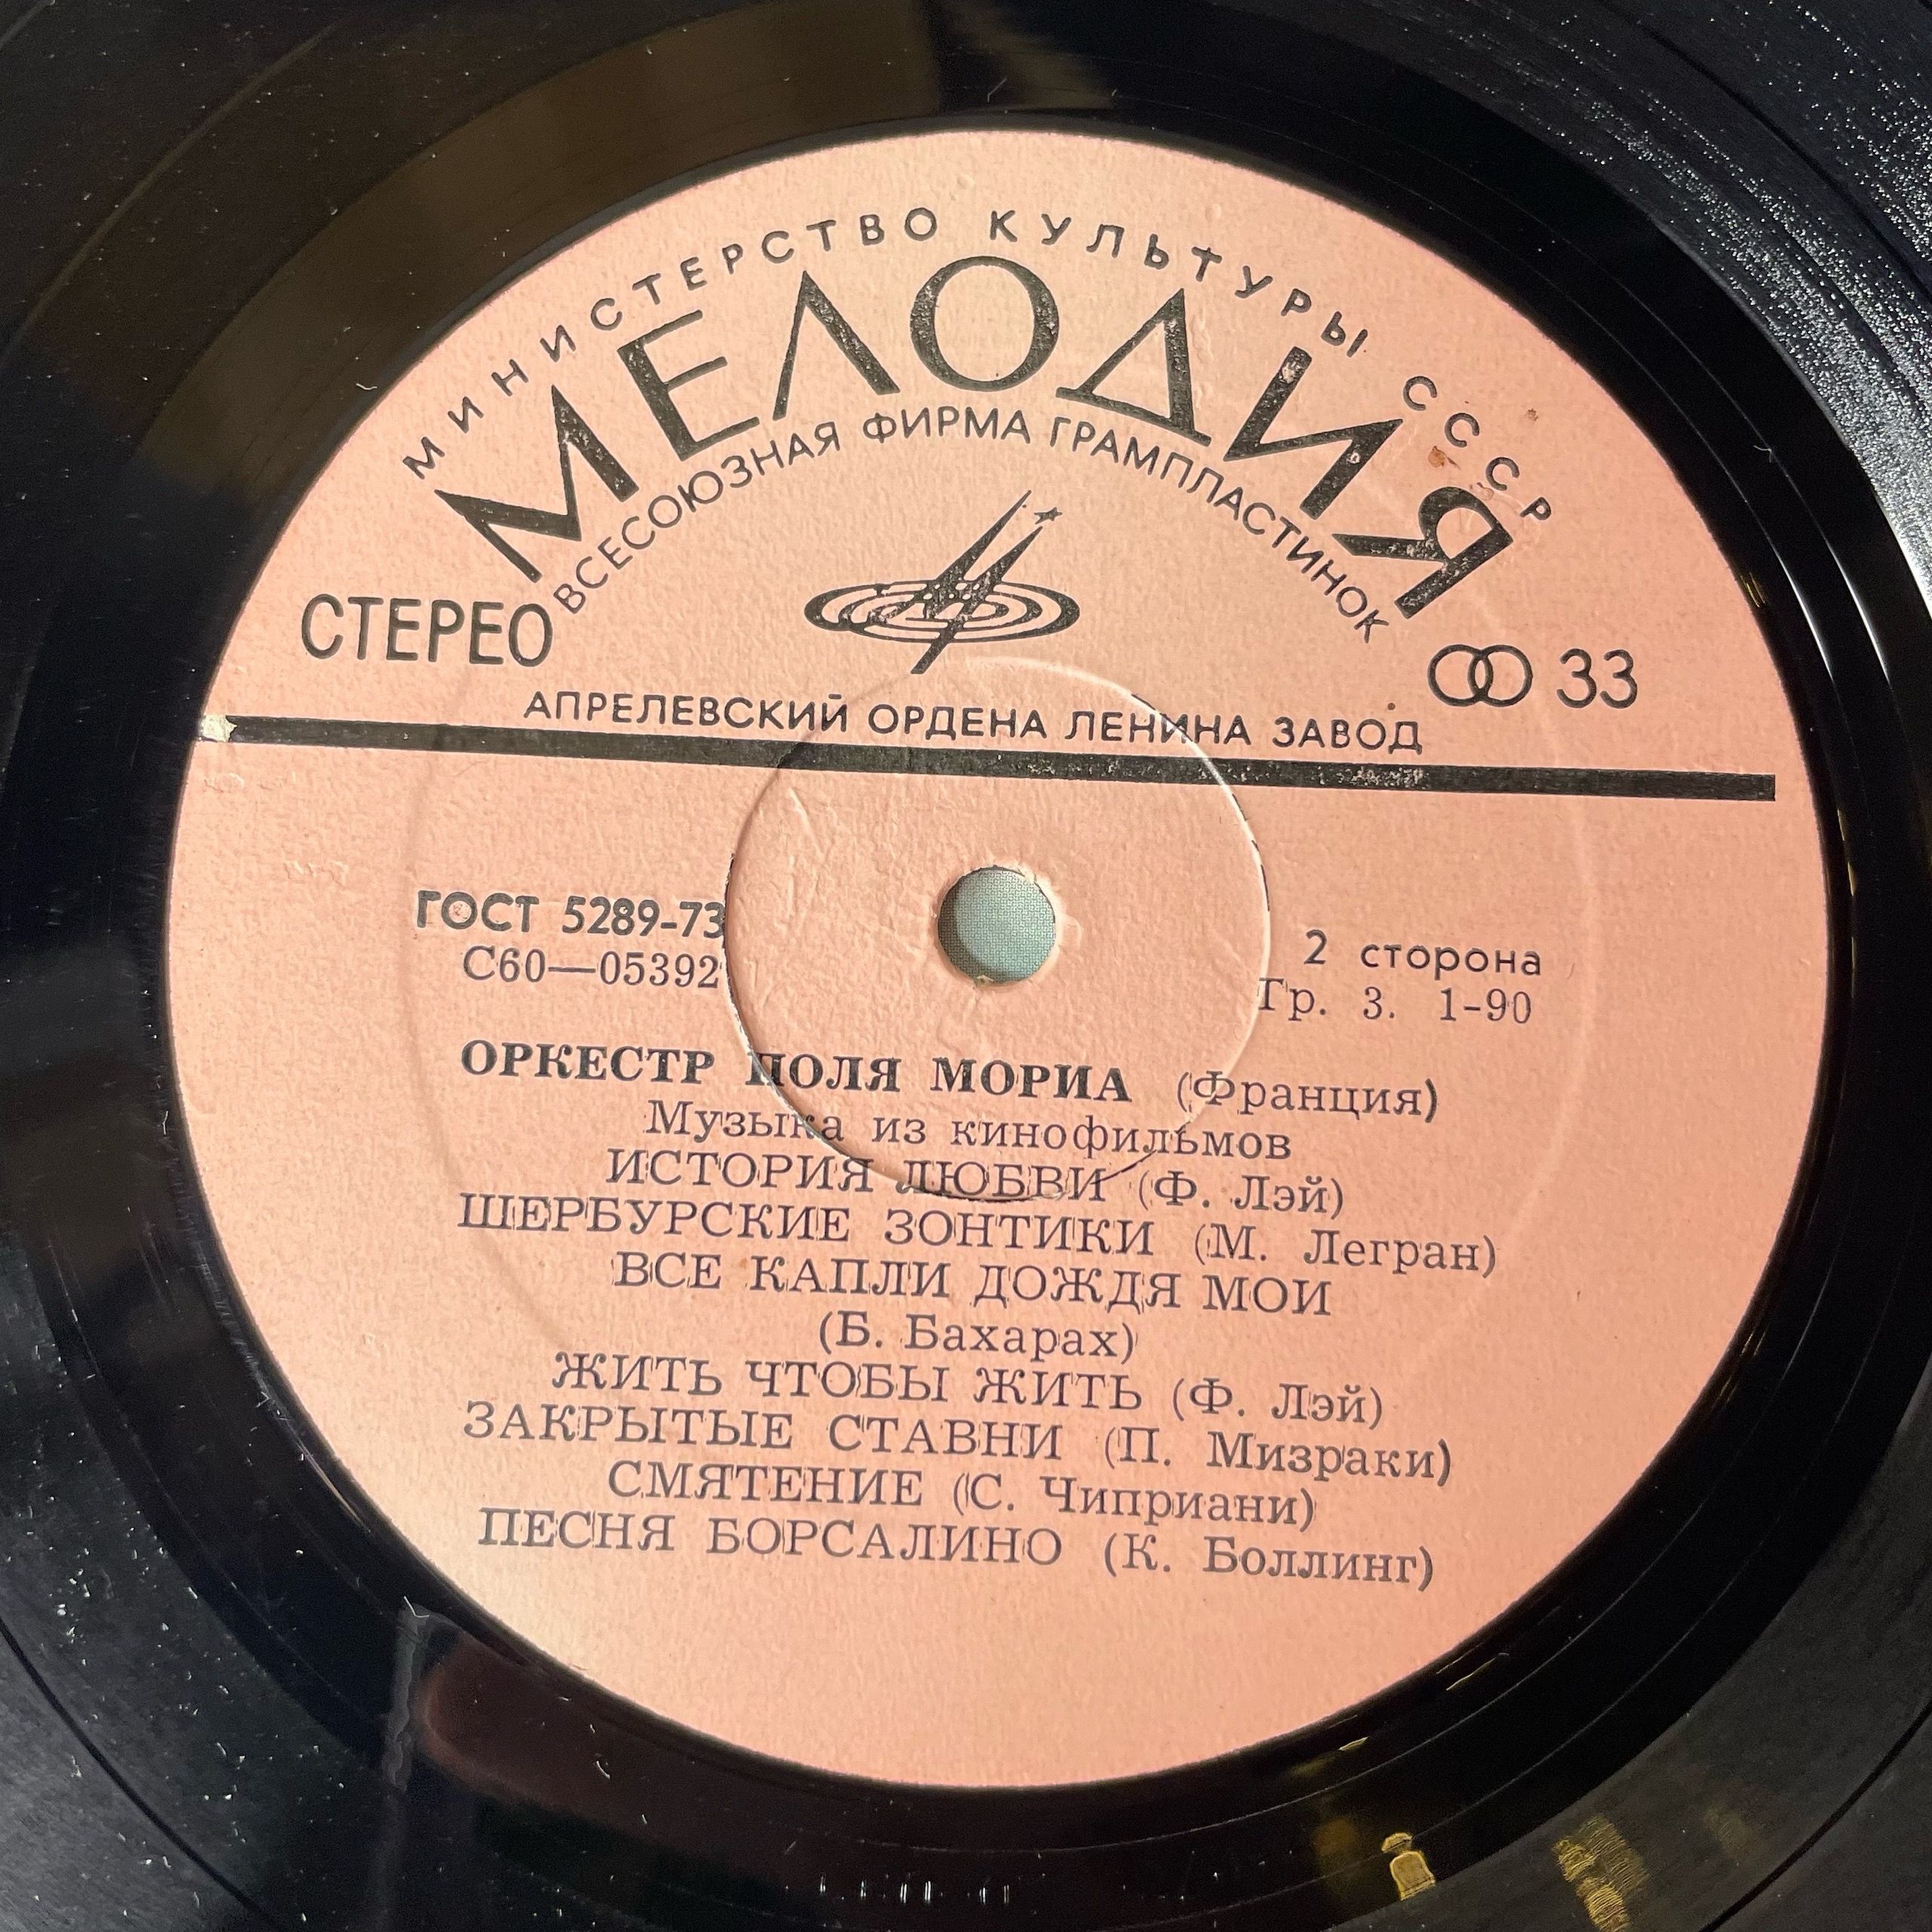 МИНИСТЕРСТВО КУЛЬТУРЫ СССР
МЕЛОДИЯ
ВСЕСОЮЗНАЯ ФИРМА ГРАМПЛАСТИНОК
СТЕРЕО
33
АПРЕЛЕВСКИЙ ОРДЕНА ЛЕНИНА ЗАВОД
ГОСТ 5289-73
С60—05392
2 сторона
Гр. 3. 1-90
ОРКЕСТР ПОЛЯ МОРИА (Франция)
Музыка из кинофильмов
ИСТОРИЯ ЛЮБВИ (Ф. Лэй)
ШЕРБУРСКИЕ ЗОНТИКИ (М. Легран)
ВСЕ КАПЛИ ДОЖДЯ МОИ
(Б. Бахарах)
ЖИТЬ ЧТОБЫ ЖИТЬ (Ф. Лэй)
ЗАКРЫТЫЕ СТАВНИ (П. Мизраки)
СМЯТЕНИЕ (С. Чиприани)
ПЕСНЯ БОРСАЛИНО (К. Боллинг)